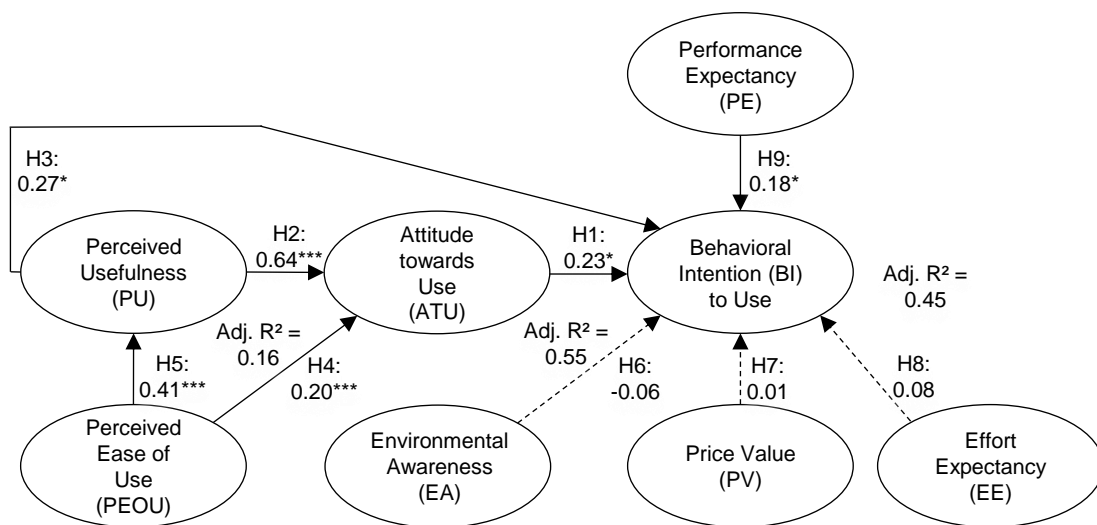 Performance
Expectancy
(PE)
H3:
0.27*
H9:
0.18*
Perceived
Usefulness
(PU)
H2:
0.64***
Attitude
towards
Use
(ATU)
H1:
0.23*
Behavioral
Intention (BI)
to Use
Adj. R² =
0.45
Adj. R² =
0.16
Adj. R² =
0.55
H5:
0.41***
H4:
0.20***
H6:
-0.06
H7:
0.01
H8:
0.08
Perceived
Ease of
Use
(PEOU)
Environmental
Awareness
(EA)
Price Value
(PV)
Effort
Expectancy
(EE)